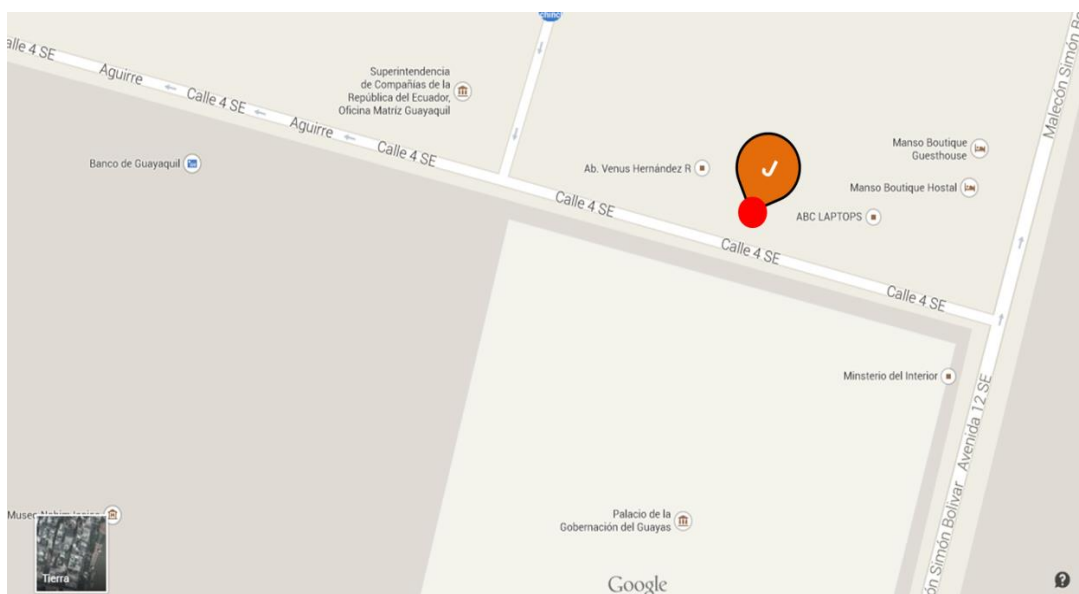 alle 4 SE
Aguirre
Calle 4 SE
Aguirre
Calle 4 SE
Superintendencia
de Compañías de la
República del Ecuador,
Oficina Matríz Guayaquil
Banco de Guayaquil
Ab. Venus Hernández R
Calle 4 SE
Manso Boutique
Guesthouse
Manso Boutique Hostal
ABC LAPTOPS
Calle 4 SE
Calle 4 SE
Malecón Simón Bo
Minsterio del Interior
ón Simón Bolívar
Avenida 12 SE
Palacio de la
Gobernación del Guayas
Tierra
Google
?